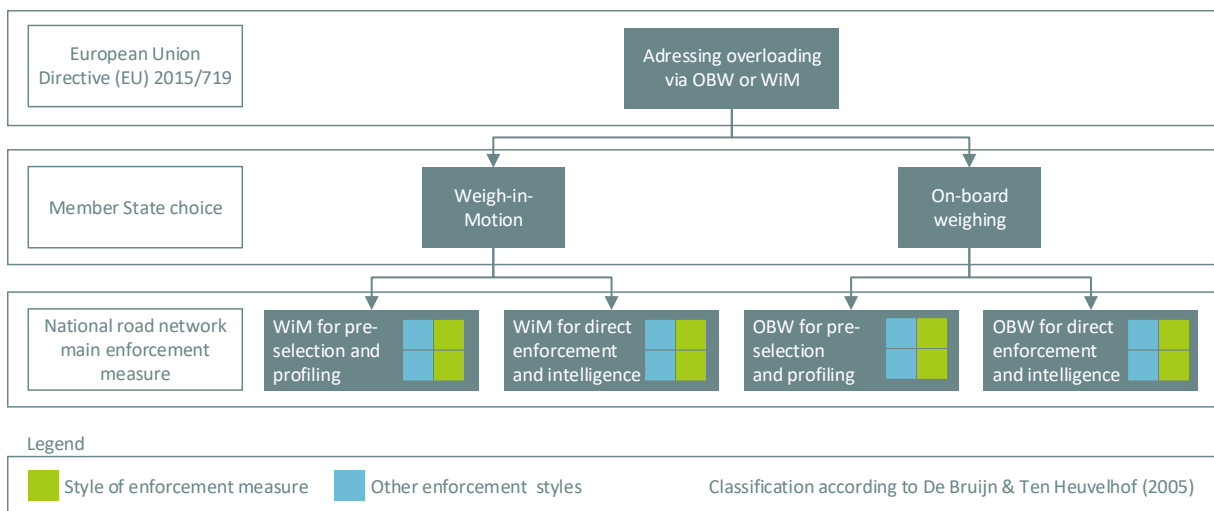 European Union
Directive (EU) 2015/719
Adressing overloading
via OBW or WiM
Member State choice
Weigh-in-
Motion
On-board
weighing
National road network
main enforcement
measure
WiM for pre-
selection and
profiling
WiM for direct
enforcement
and intelligence
OBW for pre-
selection
and profiling
OBW for direct
enforcement
and intelligence
Legend
Style of enforcement measure
Other enforcement styles
Classification according to De Bruijn & Ten Heuvelhof (2005)